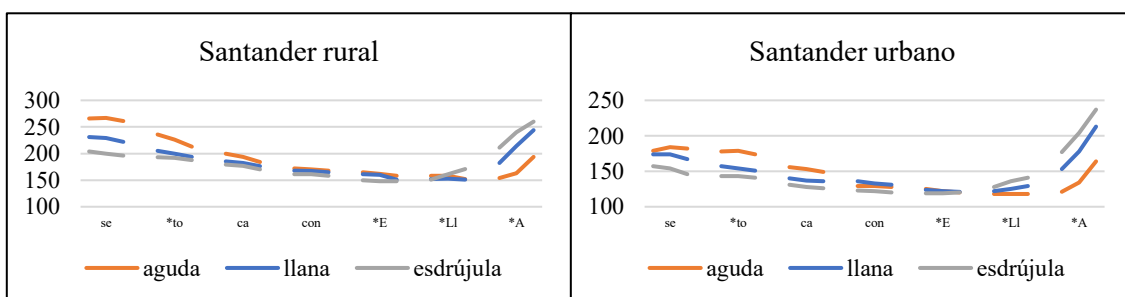 Santander rural
300
250
200
150
100
se *to ca con *E *Ll *A
aguda llana esdrújula
Santander urbano
250
200
150
100
se *to ca con *E *Ll *A
aguda llana esdrújula